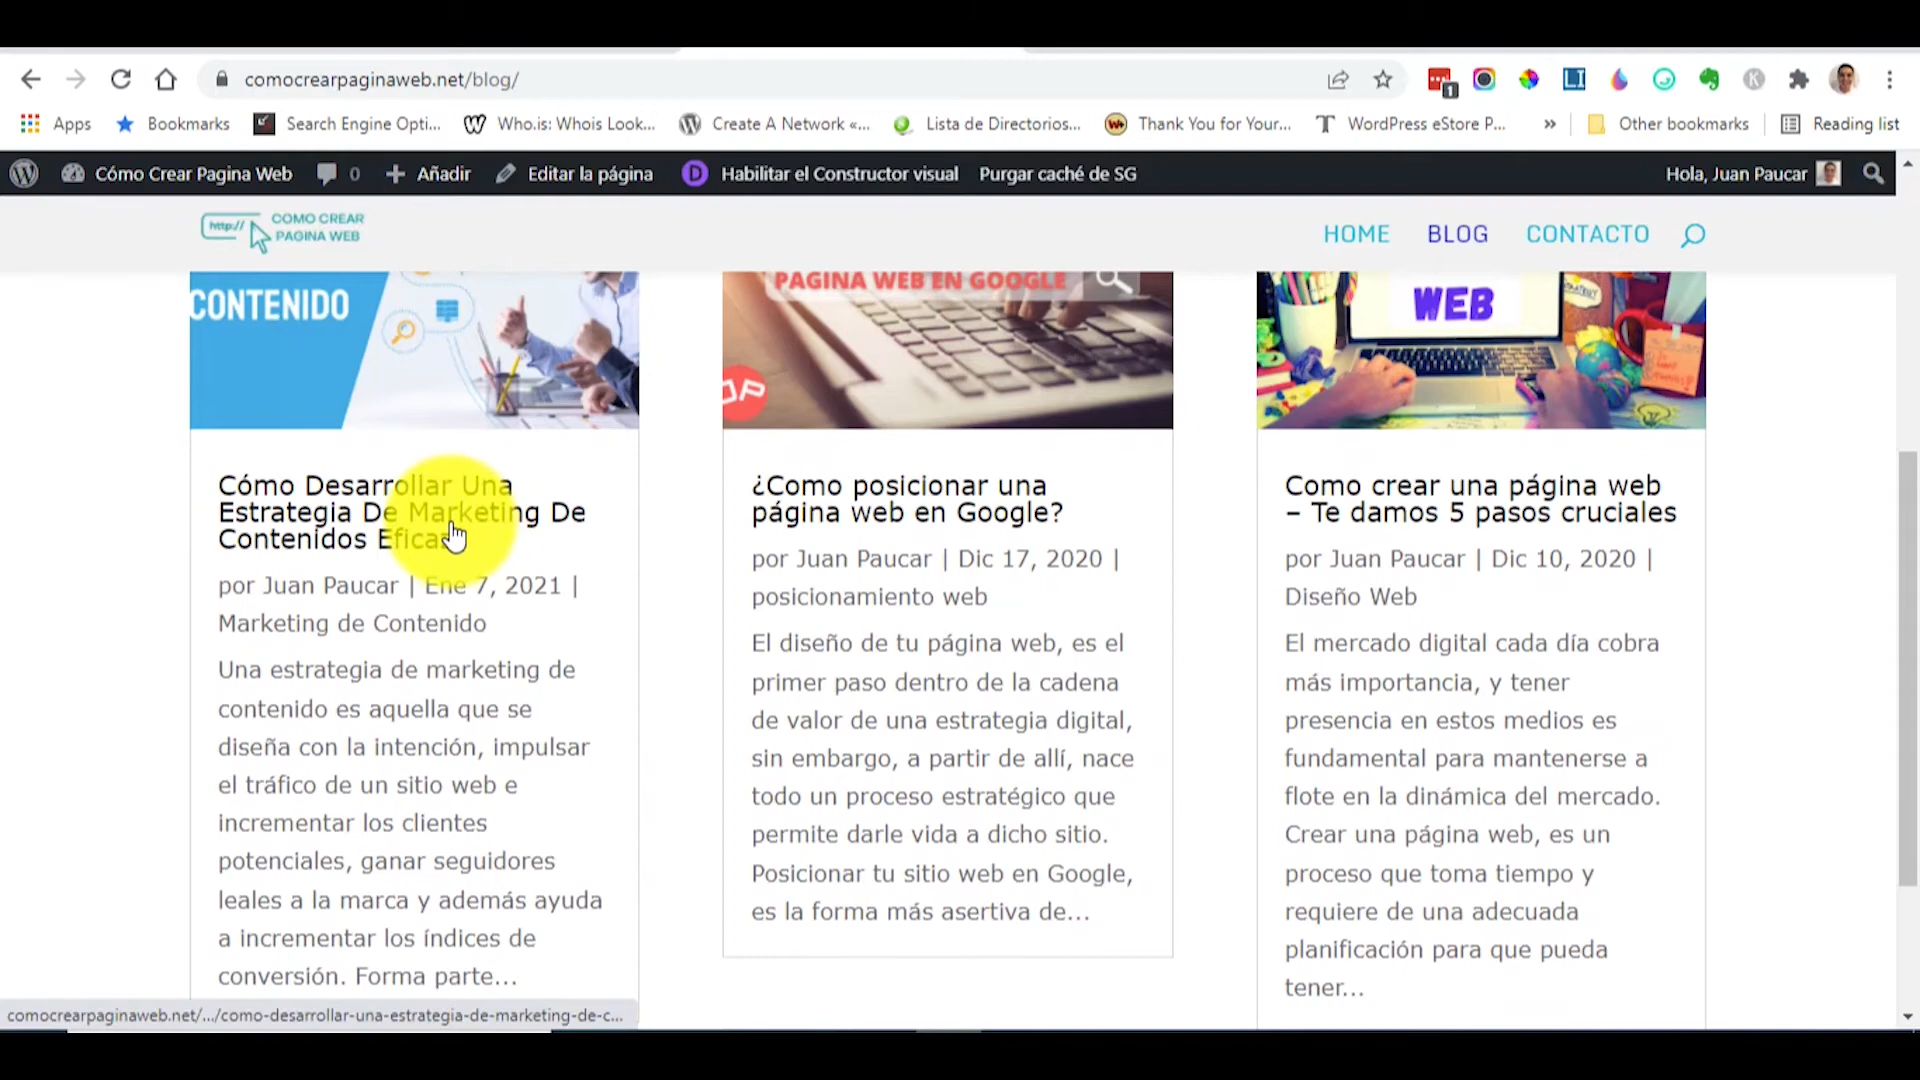 comocrearpaginaweb.net/blog/
1
Apps
Bookmarks
Search Engine Opti...
Who.is: Whois Look...
Create A Network «...
Lista de Directorios...
Thank You for Your...
WordPress eStore P...
»
Other bookmarks
Reading list
Cómo Crear Pagina Web
0
Añadir
Editar la página
Habilitar el Constructor visual
Purgar caché de SG
Hola, Juan Paucar
http://
COMO CREAR
PAGINA WEB
HOME
BLOG
CONTACTO
CONTENIDO
Cómo Desarrollar Una
Estrategia De Marketing De
Contenidos Eficaz
por Juan Paucar | Ene 7, 2021 |
Marketing de Contenido
Una estrategia de marketing de
contenido es aquella que se
diseña con la intención, impulsar
el tráfico de un sitio web e
incrementar los clientes
potenciales, ganar seguidores
leales a la marca y además ayuda
a incrementar los índices de
conversión. Forma parte...
PAGINA WEB EN GOOGLE
¿Como posicionar una
página web en Google?
por Juan Paucar | Dic 17, 2020 |
posicionamiento web
El diseño de tu página web, es el
primer paso dentro de la cadena
de valor de una estrategia digital,
sin embargo, a partir de allí, nace
todo un proceso estratégico que
permite darle vida a dicho sitio.
Posicionar tu sitio web en Google,
es la forma más asertiva de...
WEB
Como crear una página web
– Te damos 5 pasos cruciales
por Juan Paucar | Dic 10, 2020 |
Diseño Web
El mercado digital cada día cobra
más importancia, y tener
presencia en estos medios es
fundamental para mantenerse a
flote en la dinámica del mercado.
Crear una página web, es un
proceso que toma tiempo y
requiere de una adecuada
planificación para que pueda
tener...
comocrearpaginaweb.net/.../como-desarrollar-una-estrategia-de-marketing-de-c...